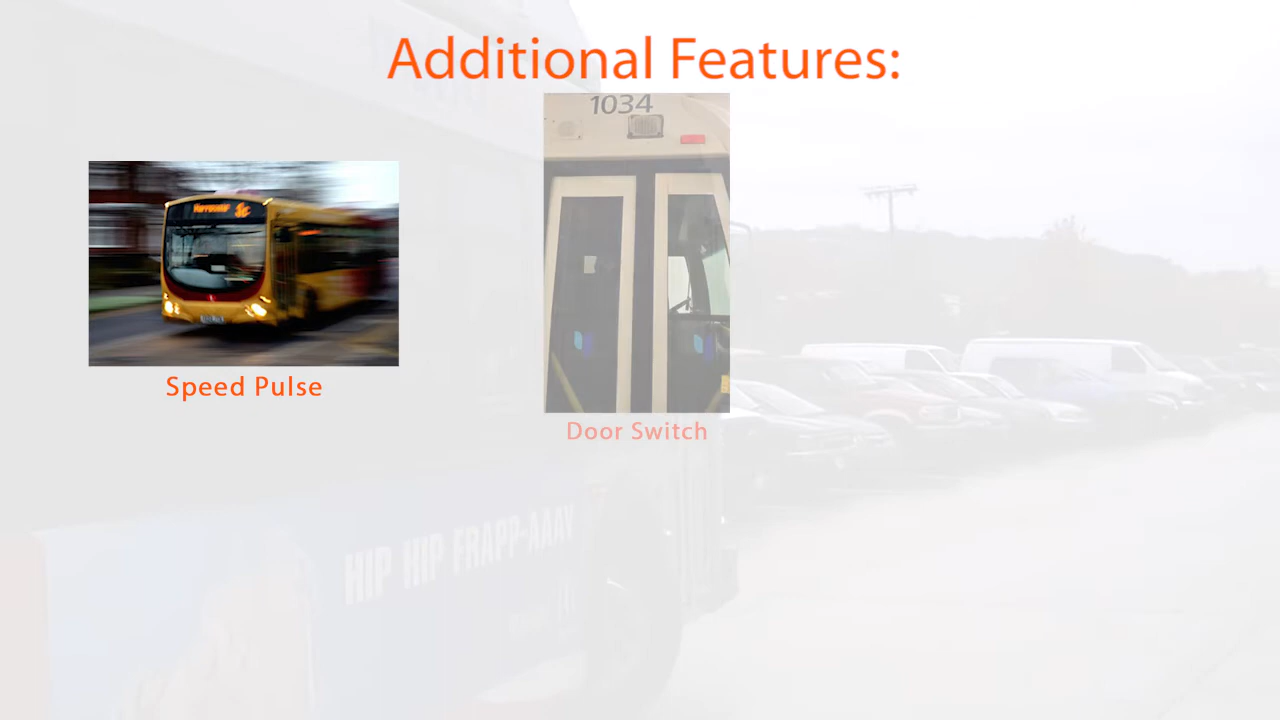 Additional Features:
1034
Speed Pulse
Door Switch
HIP HIP FRAPP-AAAY